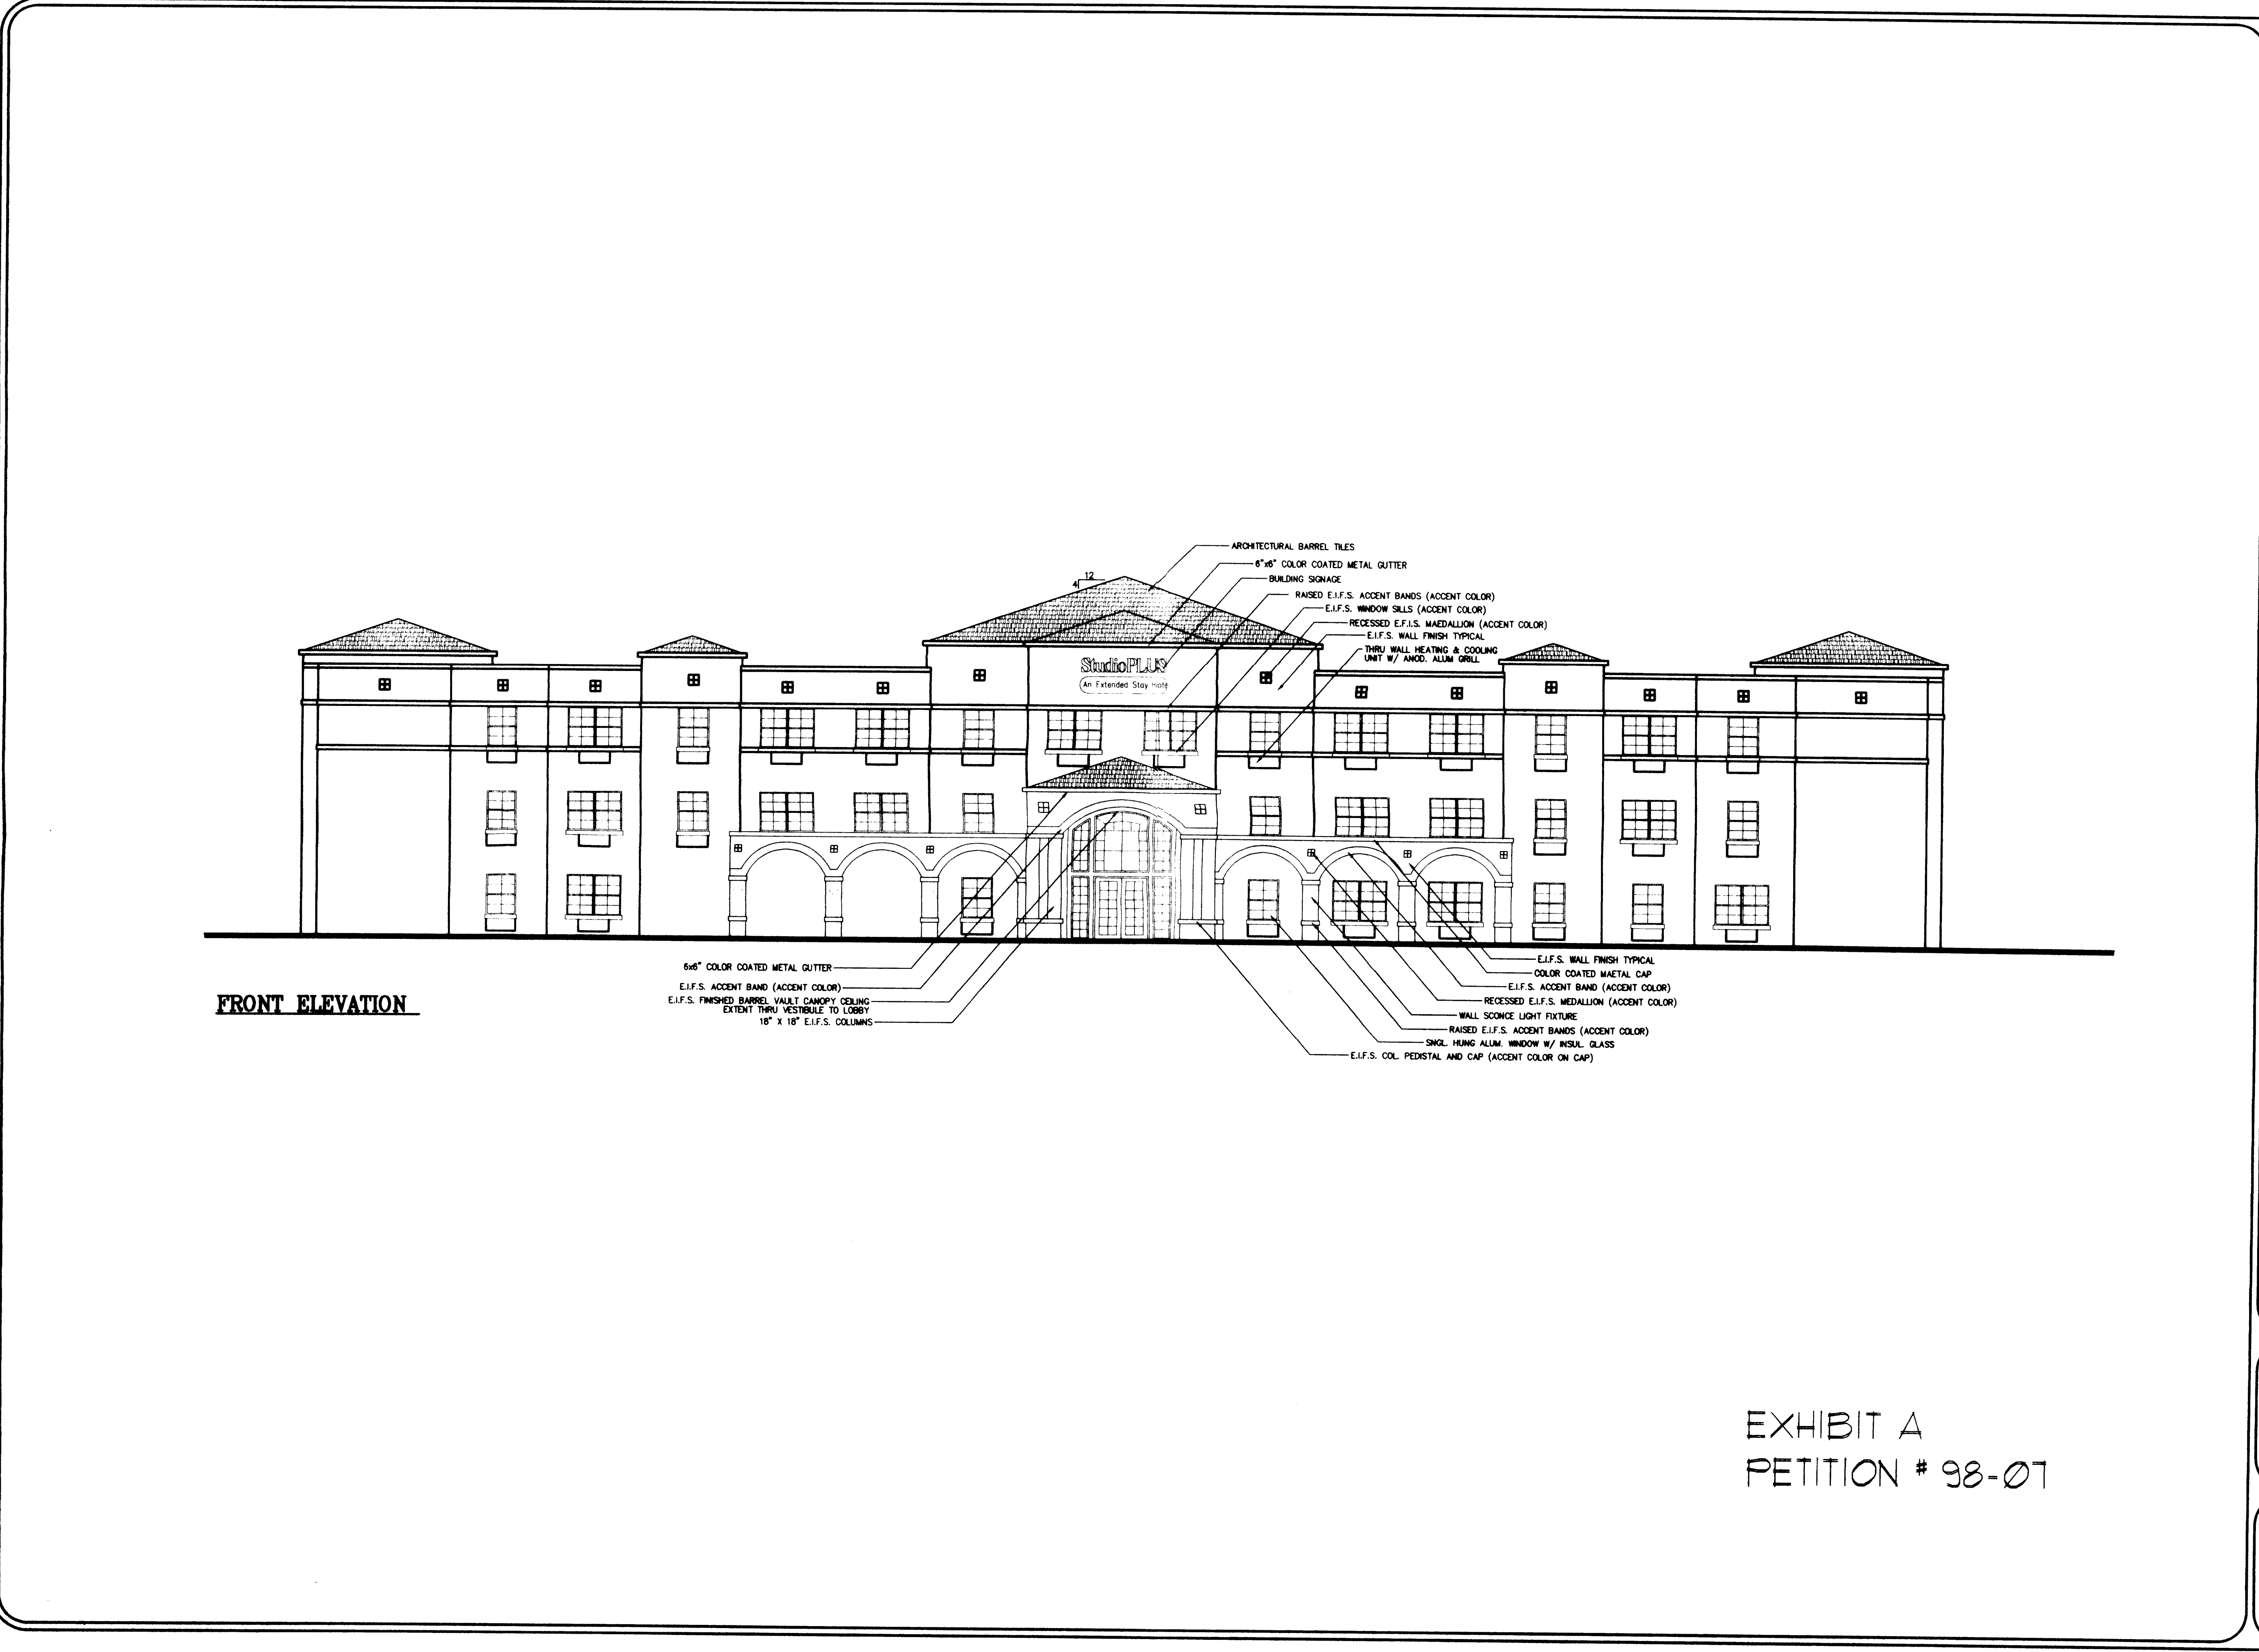 ARCHITECTURAL BARREL TILES
6"x6" COLOR COATED METAL GUTTER
BUILDING SIGNAGE
RAISED E.I.F.S. ACCENT BANDS (ACCENT COLOR)
E.I.F.S. WINDOW SILLS (ACCENT COLOR)
RECESSED E.F.I.S. MAEDALLION (ACCENT COLOR)
E.I.F.S. WALL FINISH TYPICAL
THRU WALL HEATING & COOLING
UNIT W/ ANOD. ALUM GRILL
12
4
StudioPLUS
An Extended Stay Hotel
6x6" COLOR COATED METAL GUTTER
E.I.F.S. ACCENT BAND (ACCENT COLOR)
E.I.F.S. FINISHED BARREL VAULT CANOPY CEILING
EXTENT THRU VESTIBULE TO LOBBY
18" X 18" E.I.F.S. COLUMNS
E.I.F.S. WALL FINISH TYPICAL
COLOR COATED MAETAL CAP
E.I.F.S. ACCENT BAND (ACCENT COLOR)
RECESSED E.I.F.S. MEDALLION (ACCENT COLOR)
WALL SCONCE LIGHT FIXTURE
RAISED E.I.F.S. ACCENT BANDS (ACCENT COLOR)
SNGL. HUNG ALUM. WINDOW W/ INSUL. GLASS
E.I.F.S. COL. PEDISTAL AND CAP (ACCENT COLOR ON CAP)
FRONT ELEVATION
EXHIBIT A
PETITION # 98-07